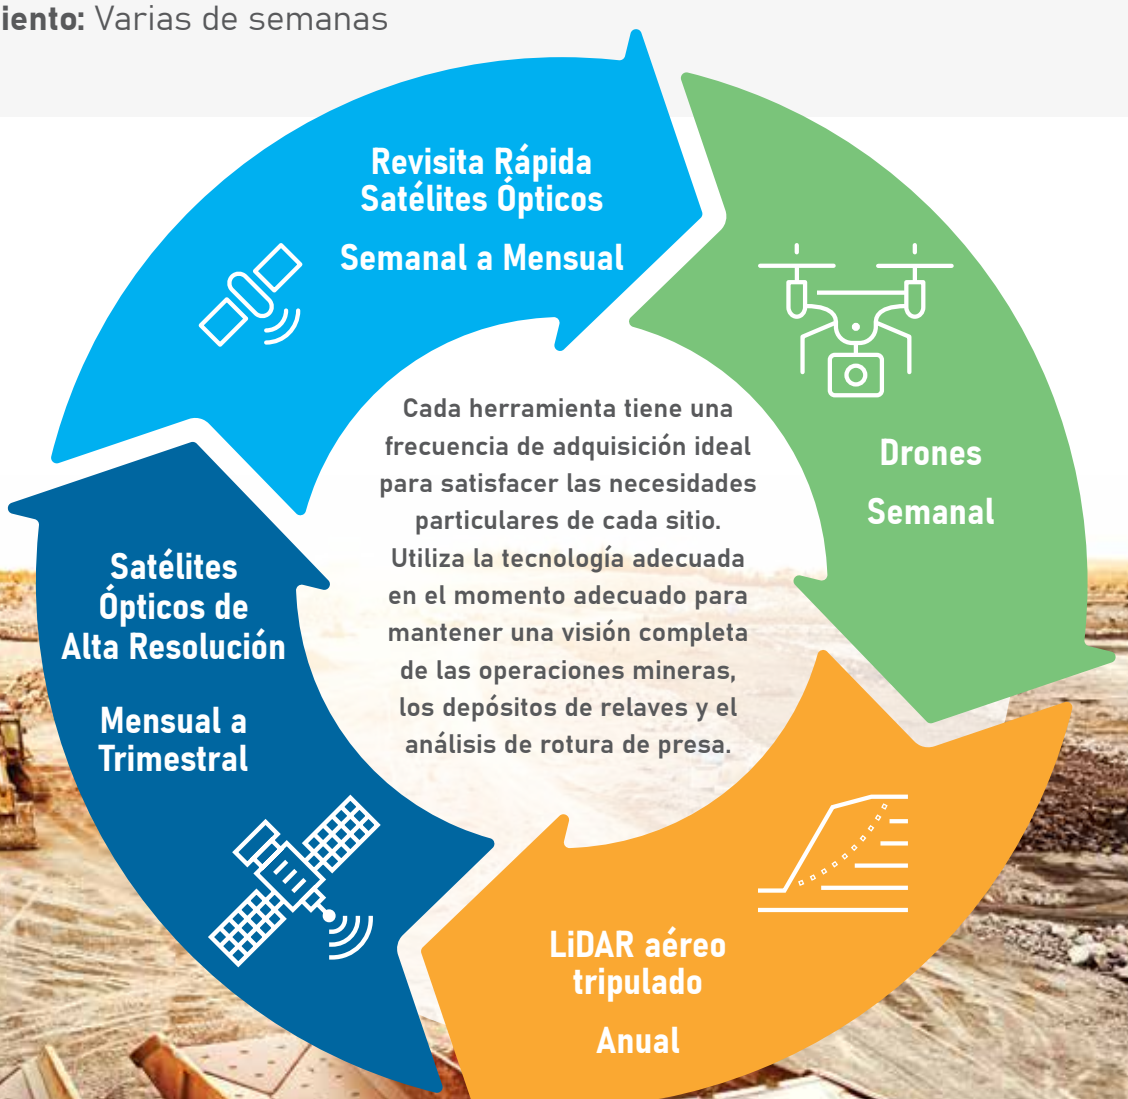 iento: Varias de semanas
Revisita Rápida
Satélites Ópticos
Semanal a Mensual
Drones
Semanal
Cada herramienta tiene una
frecuencia de adquisición ideal
para satisfacer las necesidades
particulares de cada sitio.
Utiliza la tecnología adecuada
en el momento adecuado para
mantener una visión completa
de las operaciones mineras,
los depósitos de relaves y el
análisis de rotura de presa.
Satélites
Ópticos de
Alta Resolución
Mensual a
Trimestral
LiDAR aéreo
tripulado
Anual